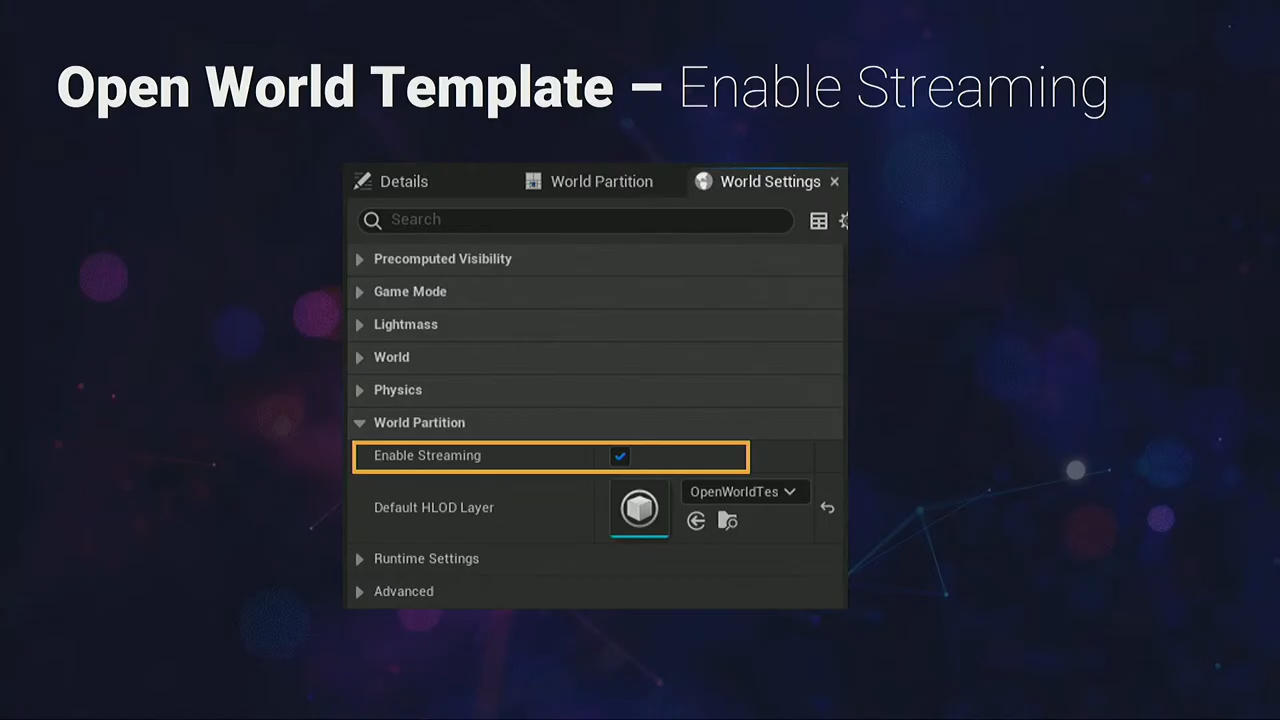 Open World Template – Enable Streaming
Details World Partition World Settings
Search
Precomputed Visibility
Game Mode
Lightmass
World
Physics
World Partition
Enable Streaming
Default HLOD Layer OpenWorldTes
Runtime Settings
Advanced